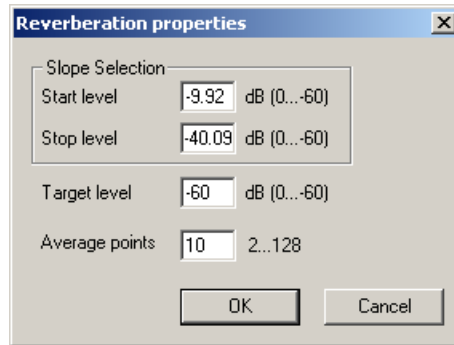 Reverberation properties
Slope Selection
Start level -9.92 dB (0...-60)
Stop level -40.09 dB (0...-60)
Target level -60 dB (0...-60)
Average points 10 2...128
OK Cancel